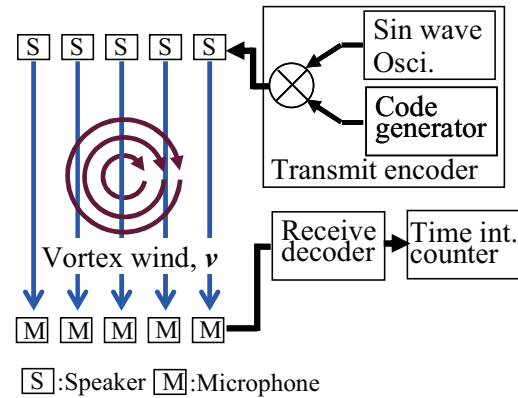 S S S S S
Sin wave
Osci.
Code
generator
Transmit encoder
Vortex wind, v
Receive
decoder
Time int.
counter
M M M M M
S :Speaker M :Microphone